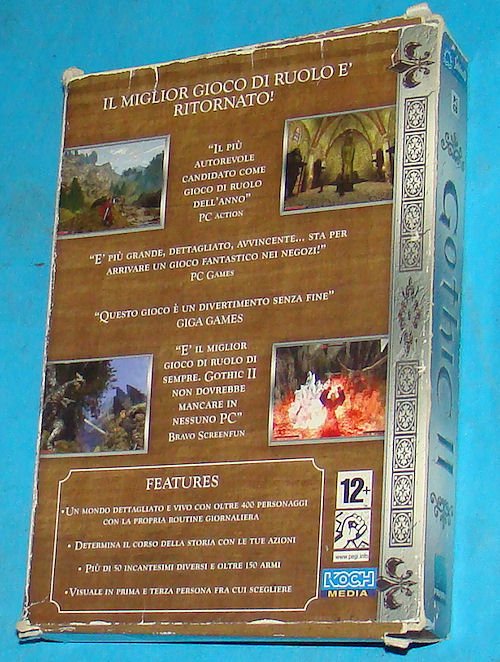 IL MIGLIOR GIOCO DI RUOLO E'
RITORNATO!
"IL PIÙ
AUTOREVOLE
CANDIDATO COME
GIOCO DI RUOLO
DELL'ANNO"
PC ACTION
"E' PIÙ GRANDE, DETTAGLIATO, AVVINCENTE... STA PER
ARRIVARE UN GIOCO FANTASTICO NEI NEGOZI!"
PC GAMES
"QUESTO GIOCO È UN DIVERTIMENTO SENZA FINE"
GIGA GAMES
"E' IL MIGLIOR
GIOCO DI RUOLO DI
SEMPRE. GOTHIC II
NON DOVREBBE
MANCARE IN
NESSUNO PC"
BRAVO SCREENFUN
FEATURES
• UN MONDO DETTAGLIATO E VIVO CON OLTRE 400 PERSONAGGI
CON LA PROPRIA ROUTINE GIORNALIERA
• DETERMINA IL CORSO DELLA STORIA CON LE TUE AZIONI
• PIÙ DI 50 INCANTESIMI DIVERSI E OLTRE 150 ARMI
• VISUALE IN PRIMA E TERZA PERSONA FRA CUI SCEGLIERE
12+
www.pegi.info
KOCH
MEDIA
GOTHIC II